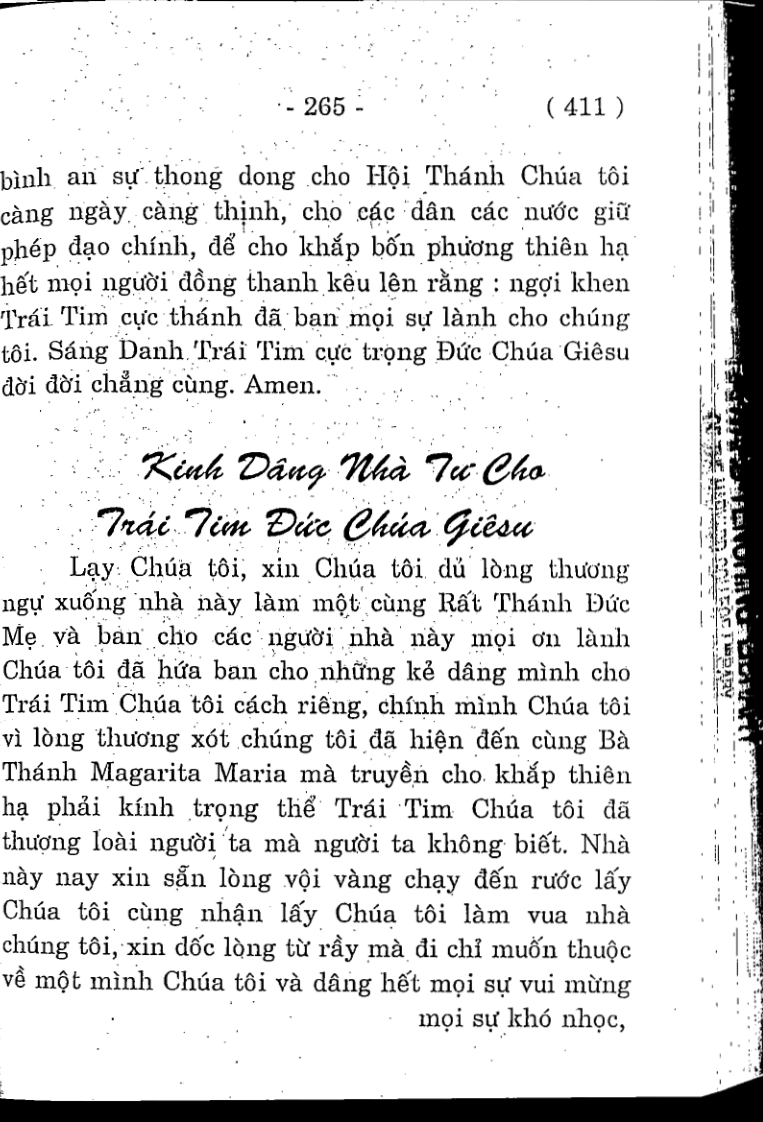 - 265 - ( 411 )
bình an sự thong dong cho Hội Thánh Chúa tôi
càng ngày càng thịnh, cho các dân các nước giữ
phép đạo chính, để cho khắp bốn phương thiên hạ
hết mọi người đồng thanh kêu lên rằng : ngợi khen
Trái Tim cực thánh đã ban mọi sự lành cho chúng
tôi. Sáng Danh Trái Tim cực trọng Đức Chúa Giêsu
đời đời chẳng cùng. Amen.
Kinh Dâng Nhà Tư Cho
Trái Tim Đức Chúa Giêsu
Lạy Chúa tôi, xin Chúa tôi dủ lòng thương
ngự xuống nhà này làm một cùng Rất Thánh Đức
Mẹ và ban cho các người nhà này mọi ơn lành
Chúa tôi đã hứa ban cho những kẻ dâng mình cho
Trái Tim Chúa tôi cách riêng, chính mình Chúa tôi
vì lòng thương xót chúng tôi đã hiện đến cùng Bà
Thánh Magarita Maria mà truyền cho khắp thiên
hạ phải kính trọng thể Trái Tim Chúa tôi đã
thương loài người ta mà người ta không biết. Nhà
này nay xin sẵn lòng vội vàng chạy đến rước lấy
Chúa tôi cùng nhận lấy Chúa tôi làm vua nhà
chúng tôi, xin dốc lòng từ rầy mà đi chỉ muốn thuộc
về một mình Chúa tôi và dâng hết mọi sự vui mừng
mọi sự khó nhọc,